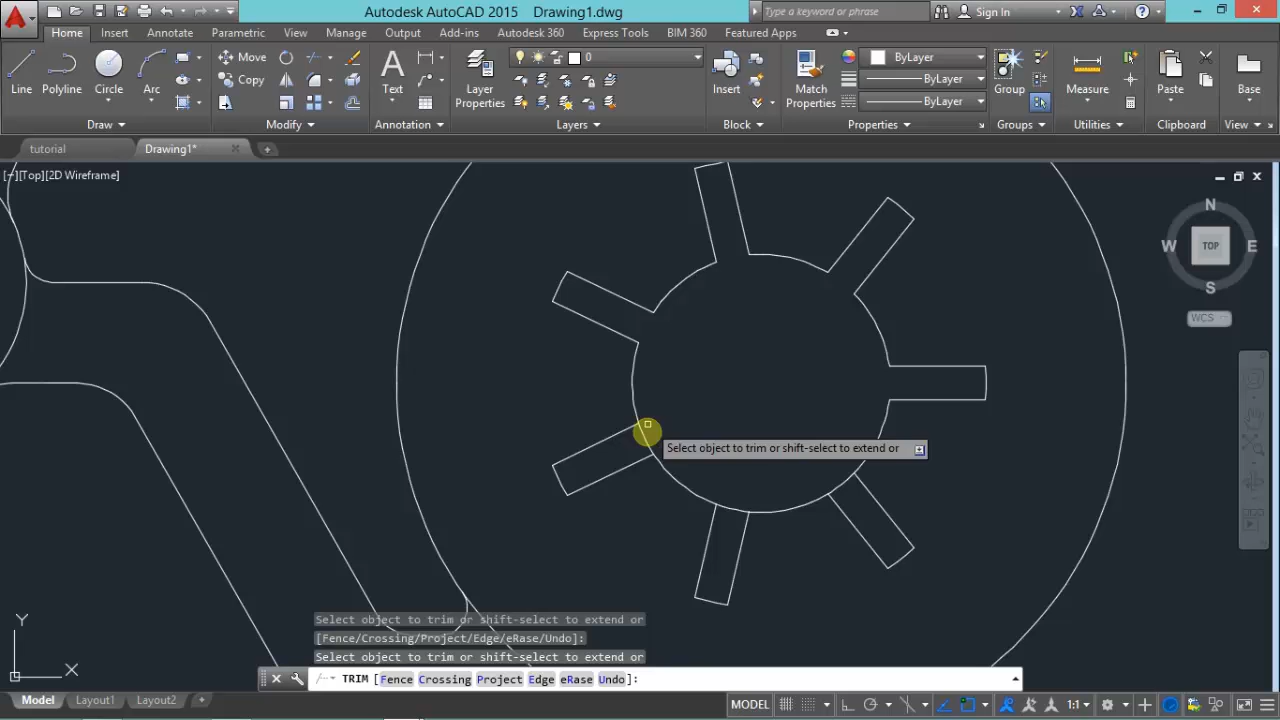 Autodesk AutoCAD 2015 Drawing1.dwg
Type a keyword or phrase
Sign In
Home Insert Annotate Parametric View Manage Output Add-ins Autodesk 360 Express Tools BIM 360 Featured Apps
Line Polyline Circle Arc
Move
Copy
Text
Layer Properties
0
Insert
Match Properties
ByLayer
ByLayer
ByLayer
Group
Measure
Paste
Base
Draw Modify Annotation Layers Block Properties Groups Utilities Clipboard View
tutorial Drawing1*
[−][Top][2D Wireframe]
N
W TOP E
S
WCS
Select object to trim or shift-select to extend or
Y
X
Select object to trim or shift-select to extend or
[Fence/Crossing/Project/Edge/eRase/Undo]:
Select object to trim or shift-select to extend or
TRIM [Fence Crossing Project Edge eRase Undo]:
Model Layout1 Layout2 +
MODEL 1:1